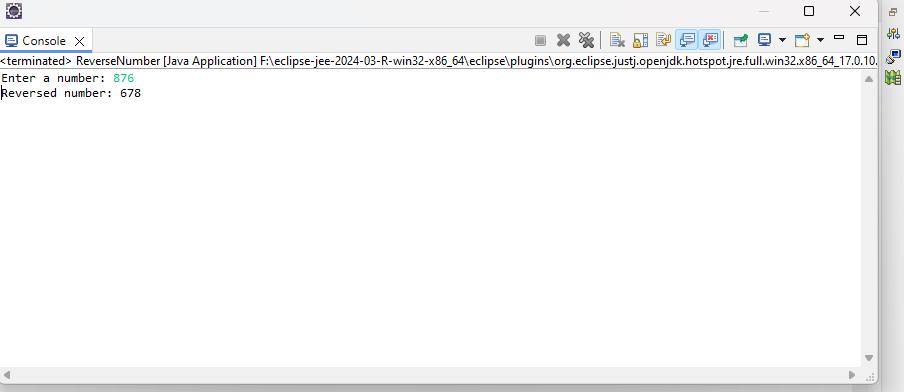 Console
<terminated> ReverseNumber [Java Application] F:\eclipse-jee-2024-03-R-win32-x86_64\eclipse\plugins\org.eclipse.justj.openjdk.hotspot.jre.full.win32.x86_64_17.0.10.
Enter a number: 876
Reversed number: 678